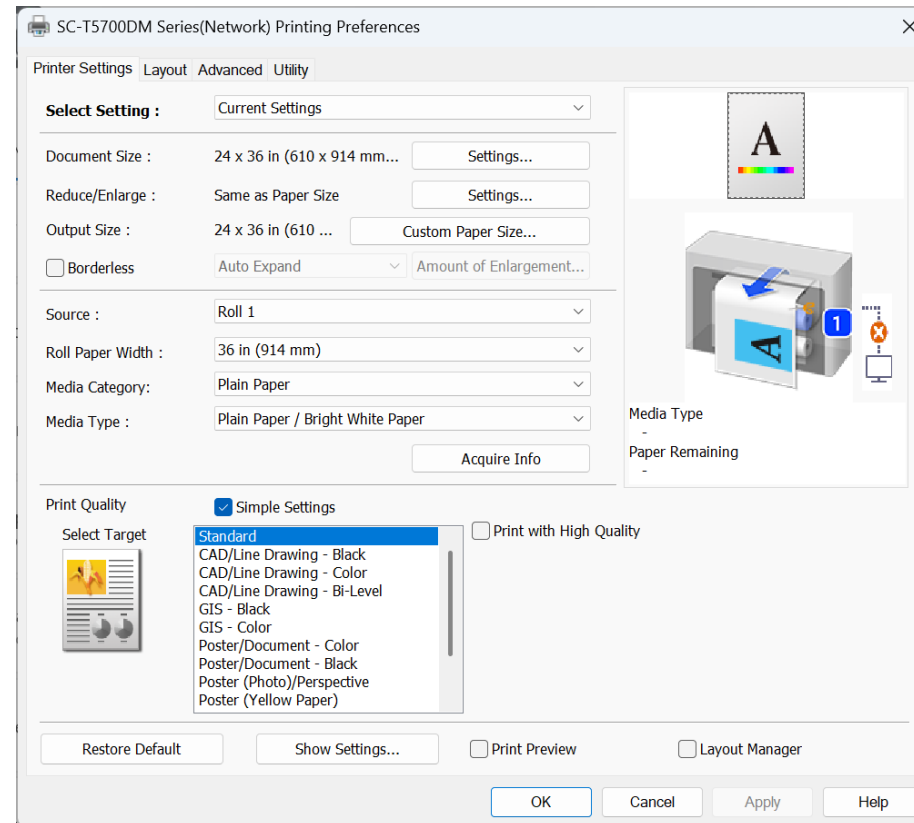 SC-T5700DM Series(Network) Printing Preferences
Printer Settings Layout Advanced Utility
Select Setting : Current Settings
Document Size : 24 x 36 in (610 x 914 mm... Settings...
Reduce/Enlarge : Same as Paper Size Settings...
Output Size : 24 x 36 in (610 ... Custom Paper Size...
Borderless Auto Expand Amount of Enlargement...
Source : Roll 1
Roll Paper Width : 36 in (914 mm)
Media Category: Plain Paper
Media Type : Plain Paper / Bright White Paper
Acquire Info
A
1
A
Media Type
-
Paper Remaining
-
Print Quality Simple Settings
Select Target
Standard
CAD/Line Drawing - Black
CAD/Line Drawing - Color
CAD/Line Drawing - Bi-Level
GIS - Black
GIS - Color
Poster/Document - Color
Poster/Document - Black
Poster (Photo)/Perspective
Poster (Yellow Paper)
Print with High Quality
Restore Default Show Settings... Print Preview Layout Manager
OK Cancel Apply Help